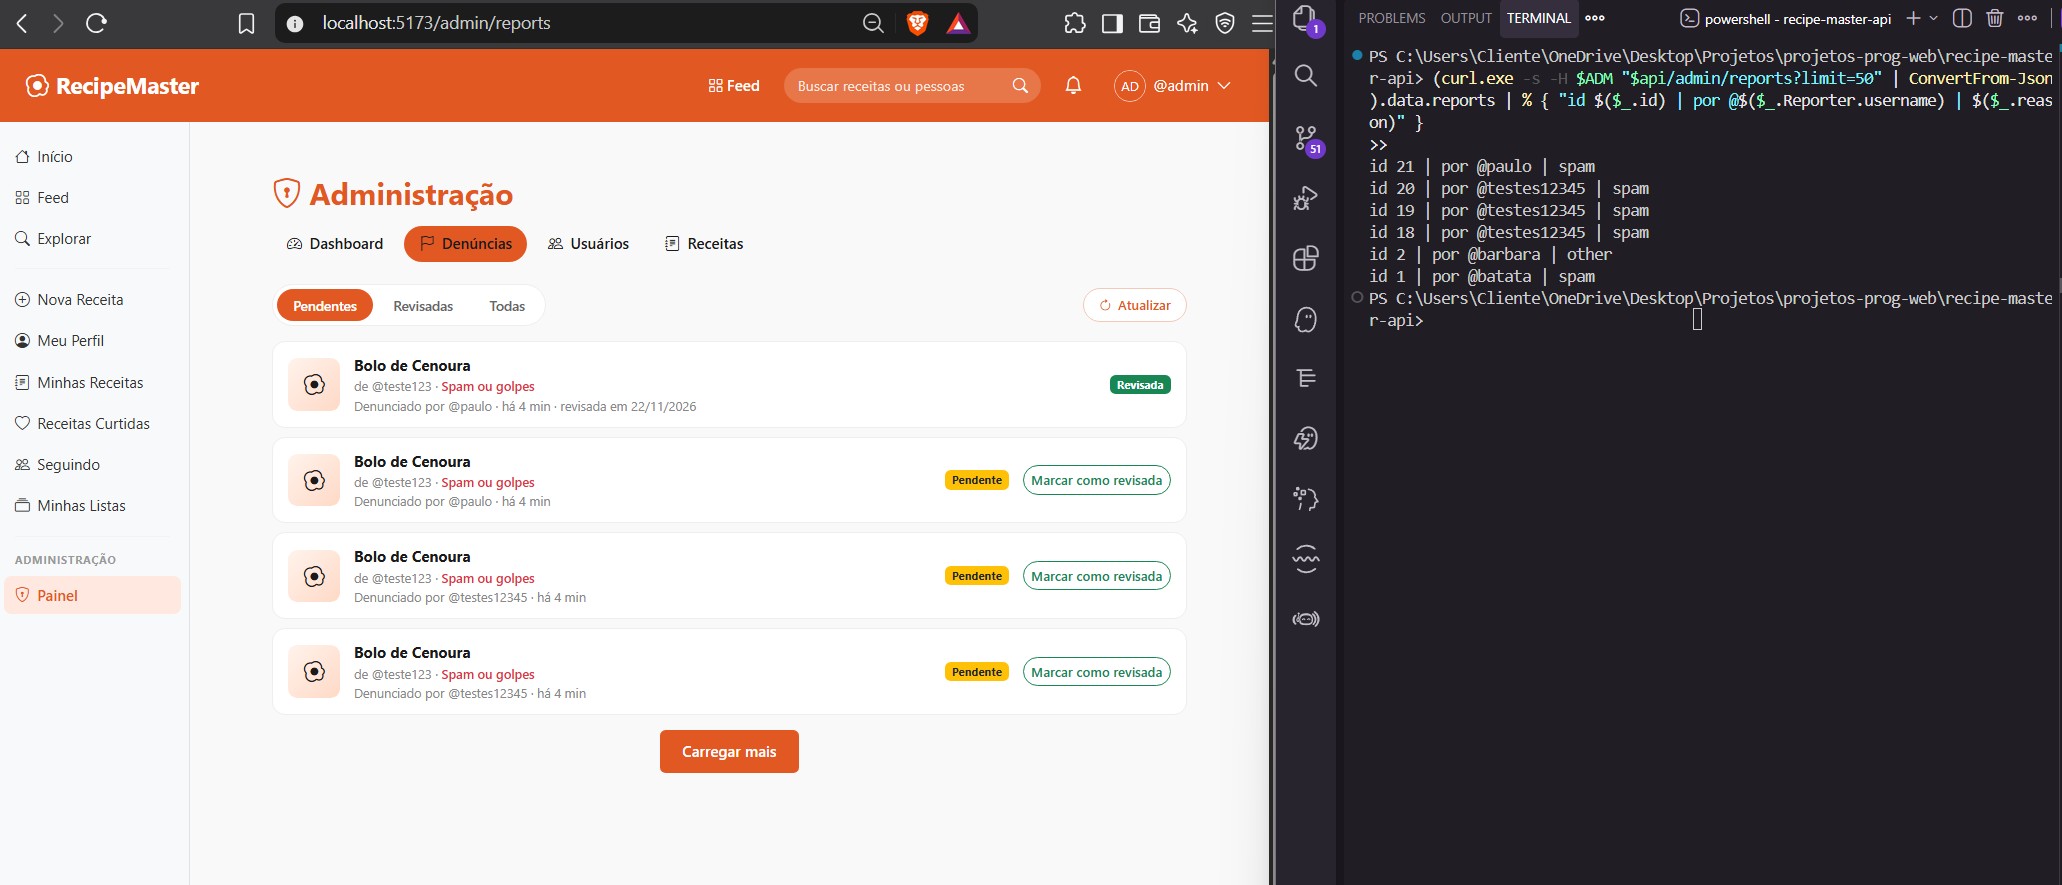 localhost:5173/admin/reports
RecipeMaster
Feed
Buscar receitas ou pessoas
AD
@admin
Início
Feed
Explorar
Nova Receita
Meu Perfil
Minhas Receitas
Receitas Curtidas
Seguindo
Minhas Listas
ADMINISTRAÇÃO
Painel
Administração
Dashboard
Denúncias
Usuários
Receitas
Pendentes
Revisadas
Todas
Atualizar
Bolo de Cenoura
de @teste123 · Spam ou golpes
Denunciado por @paulo · há 4 min · revisada em 22/11/2026
Revisada
Bolo de Cenoura
de @teste123 · Spam ou golpes
Denunciado por @paulo · há 4 min
Pendente
Marcar como revisada
Bolo de Cenoura
de @teste123 · Spam ou golpes
Denunciado por @testes12345 · há 4 min
Pendente
Marcar como revisada
Bolo de Cenoura
de @teste123 · Spam ou golpes
Denunciado por @testes12345 · há 4 min
Pendente
Marcar como revisada
Carregar mais
1
51
PROBLEMS
OUTPUT
TERMINAL
powershell - recipe-master-api
PS C:\Users\Cliente\OneDrive\Desktop\Projetos\projetos-prog-web\recipe-maste
r-api> (curl.exe -s -H $ADM "$api/admin/reports?limit=50" | ConvertFrom-Json
).data.reports | % { "id $($_.id) | por @$($_.Reporter.username) | $($_.reas
on)" }
>>
id 21 | por @paulo | spam
id 20 | por @testes12345 | spam
id 19 | por @testes12345 | spam
id 18 | por @testes12345 | spam
id 2 | por @barbara | other
id 1 | por @batata | spam
PS C:\Users\Cliente\OneDrive\Desktop\Projetos\projetos-prog-web\recipe-maste
r-api>